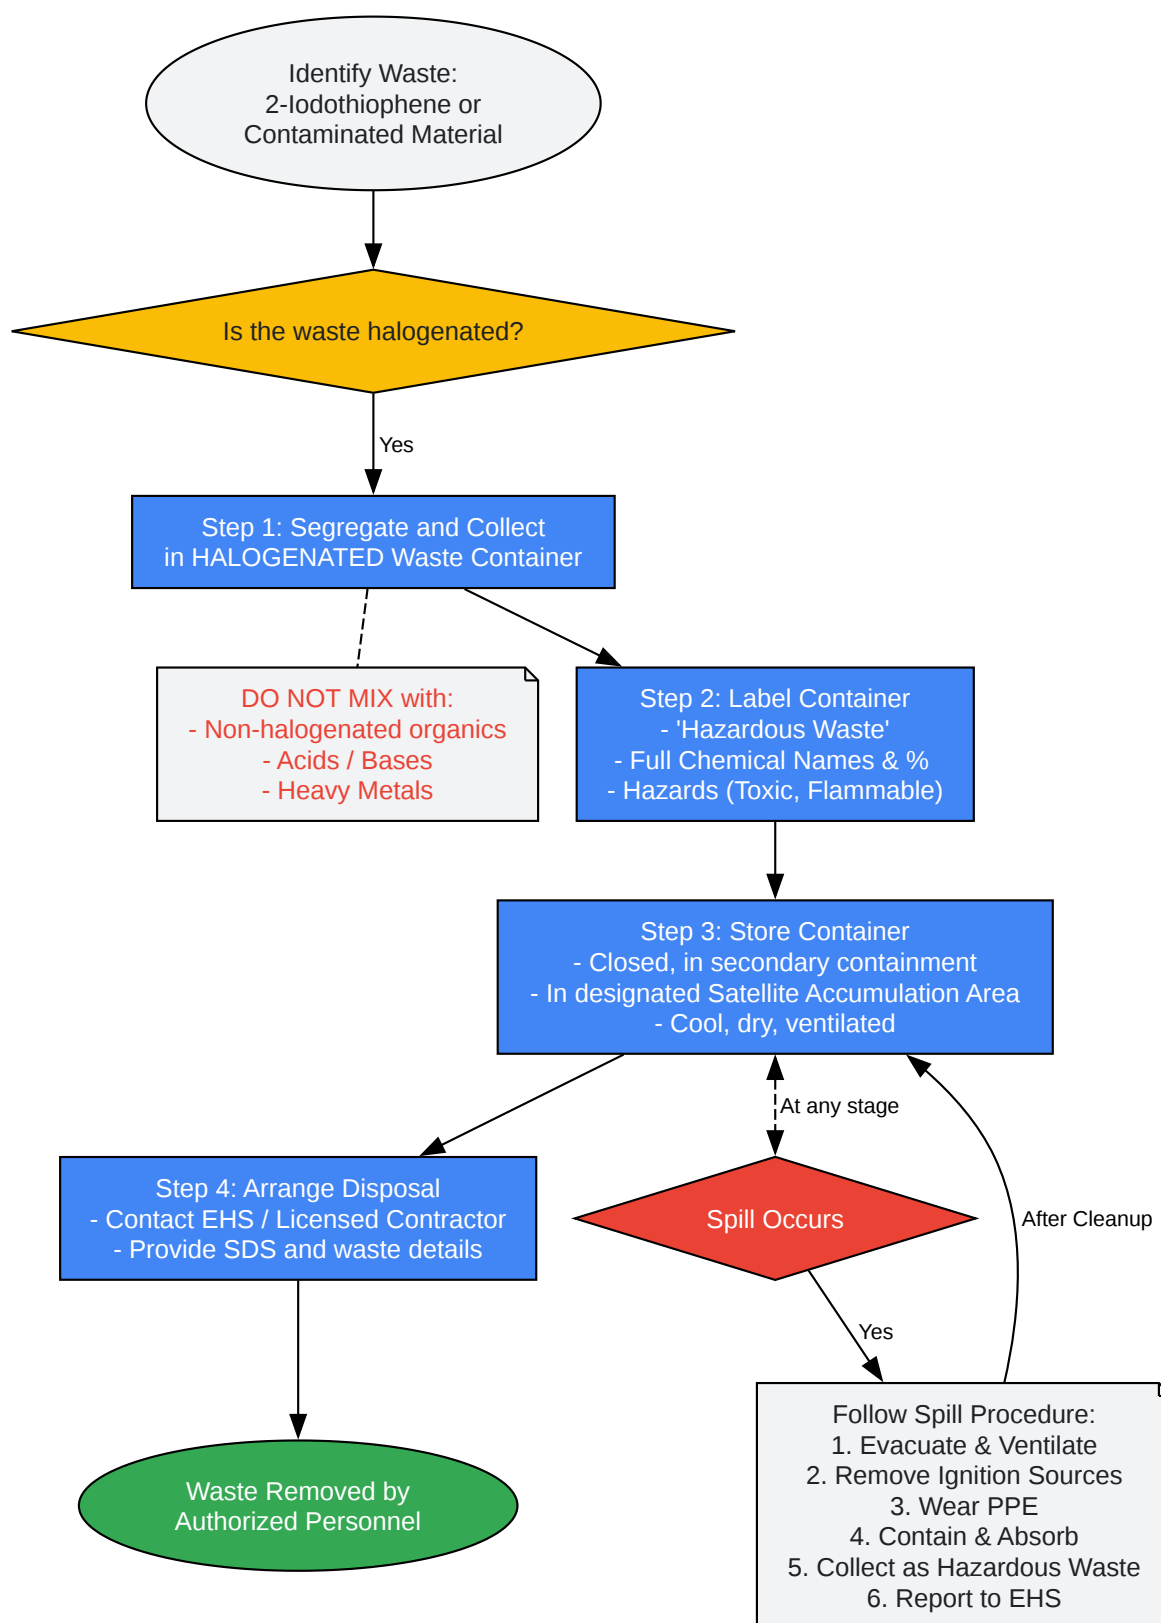 Identify Waste:
2-Iodothiophene or
Contaminated Material
Is the waste halogenated?
Yes
Step 1: Segregate and Collect
in HALOGENATED Waste Container
DO NOT MIX with:
- Non-halogenated organics
- Acids / Bases
- Heavy Metals
Step 2: Label Container
- 'Hazardous Waste'
- Full Chemical Names & %
- Hazards (Toxic, Flammable)
Step 3: Store Container
- Closed, in secondary containment
- In designated Satellite Accumulation Area
- Cool, dry, ventilated
At any stage
Step 4: Arrange Disposal
- Contact EHS / Licensed Contractor
- Provide SDS and waste details
Spill Occurs
After Cleanup
Yes
Follow Spill Procedure:
1. Evacuate & Ventilate
2. Remove Ignition Sources
3. Wear PPE
4. Contain & Absorb
5. Collect as Hazardous Waste
6. Report to EHS
Waste Removed by
Authorized Personnel